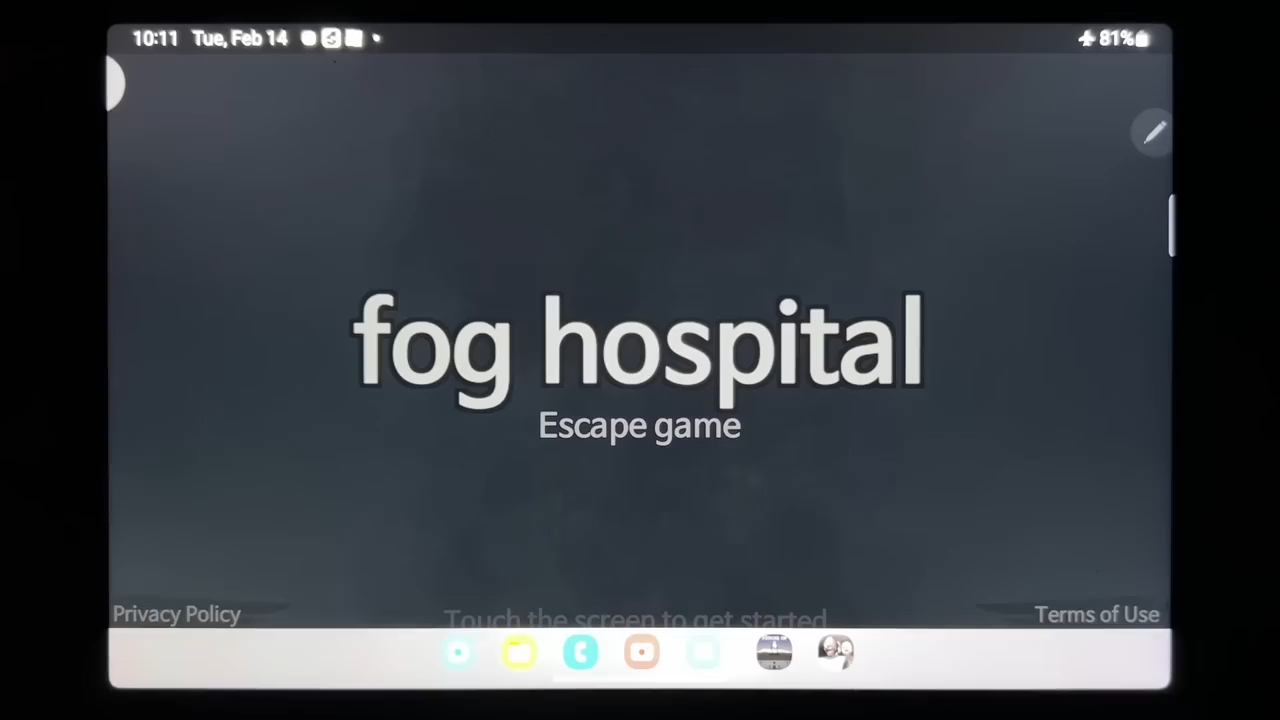 10:11 Tue, Feb 14 81%
fog hospital
Escape game
Privacy Policy
Touch the screen to get started
Terms of Use